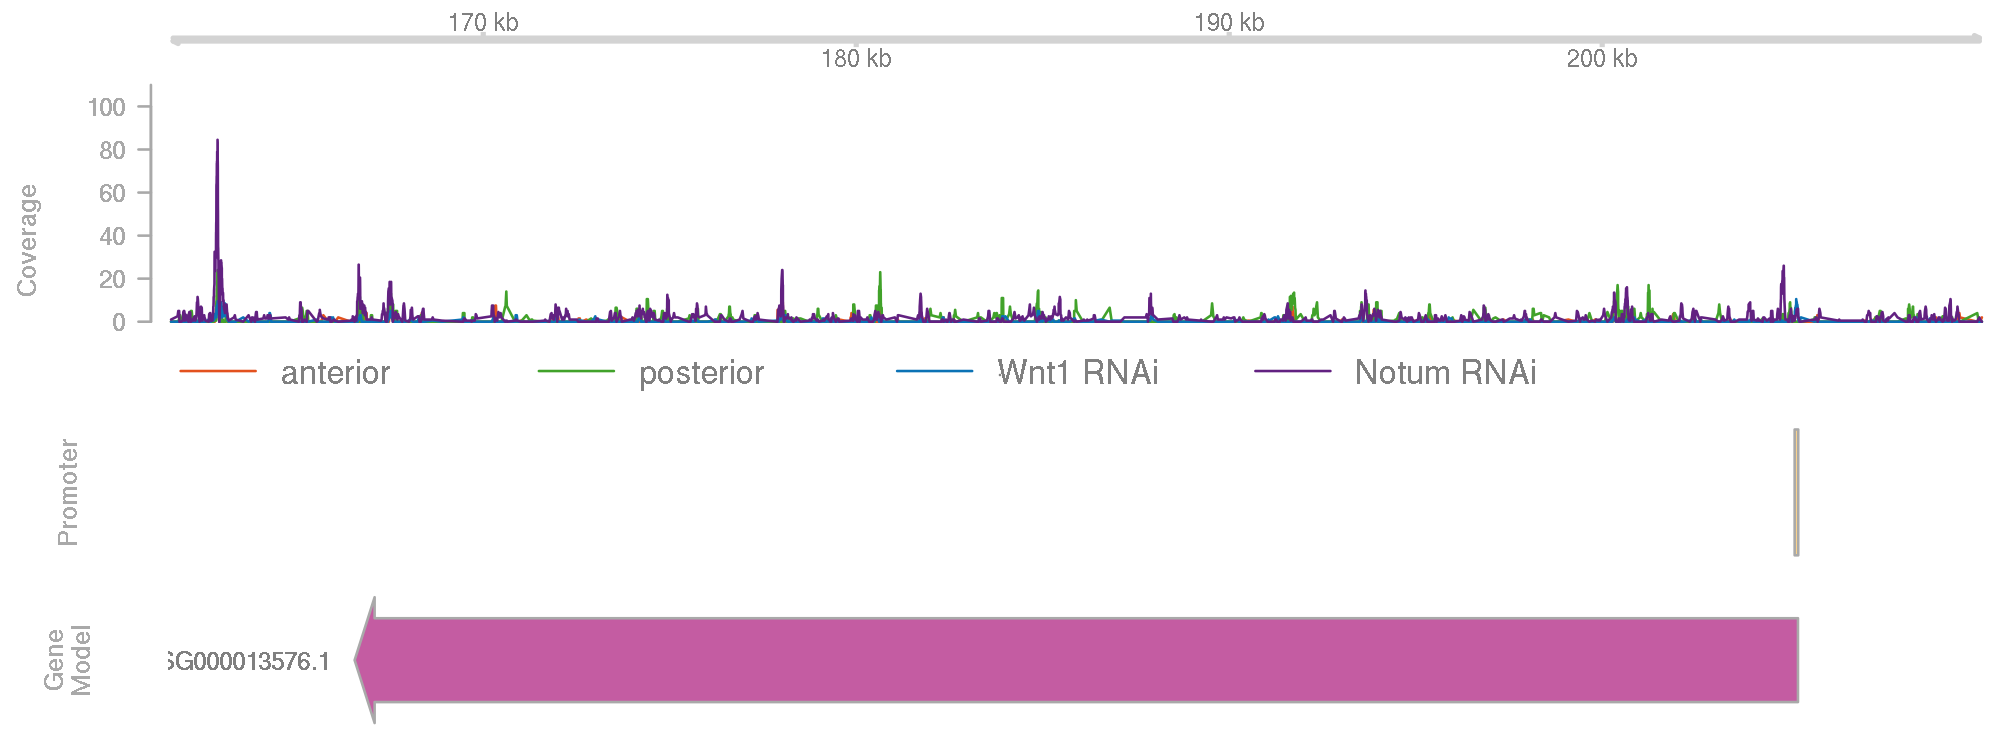 170 kb
190 kb
180 kb
200 kb
Coverage
100
80
60
40
20
0
anterior
posterior
Wnt1 RNAi
Notum RNAi
Promoter
Gene
Model
SG000013576.1